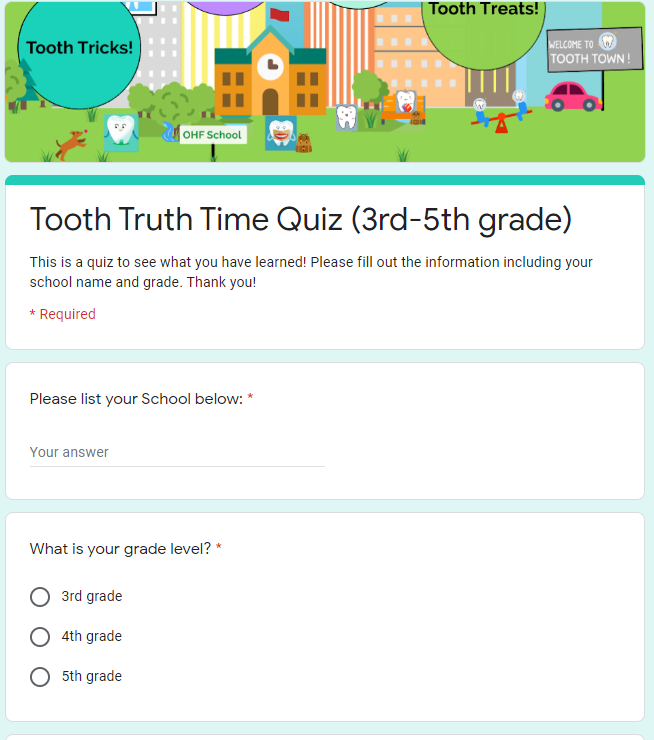 Tooth Tricks!
Tooth Treats!
WELCOME TO
TOOTH TOWN!
OHF School
Tooth Truth Time Quiz (3rd-5th grade)
This is a quiz to see what you have learned! Please fill out the information including your
school name and grade. Thank you!
* Required
Please list your School below: *
Your answer
What is your grade level? *
3rd grade
4th grade
5th grade